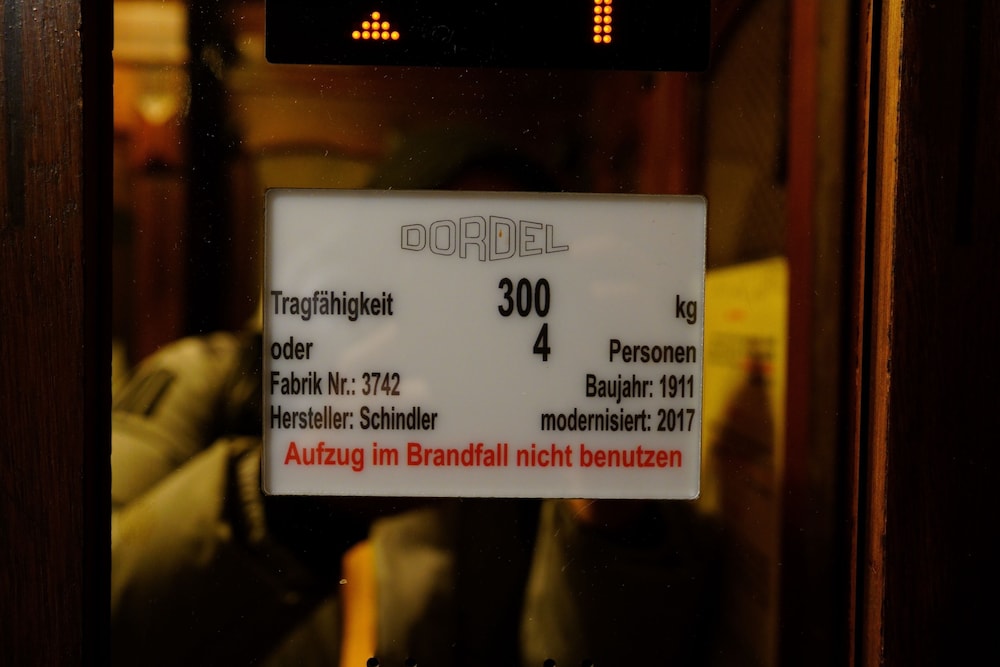 DORDEL
Tragfähigkeit 300 kg
oder 4 Personen
Fabrik Nr.: 3742 Baujahr: 1911
Hersteller: Schindler modernisiert: 2017
Aufzug im Brandfall nicht benutzen